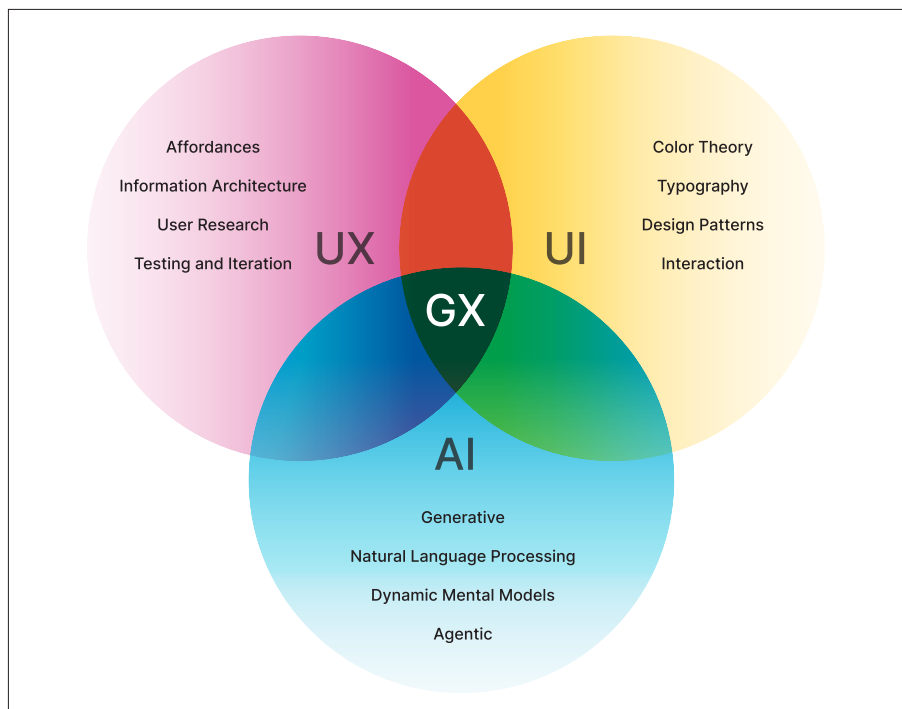 Affordances
Information Architecture
User Research
Testing and Iteration
UX
Color Theory
Typography
Design Patterns
Interaction
UI
GX
AI
Generative
Natural Language Processing
Dynamic Mental Models
Agentic